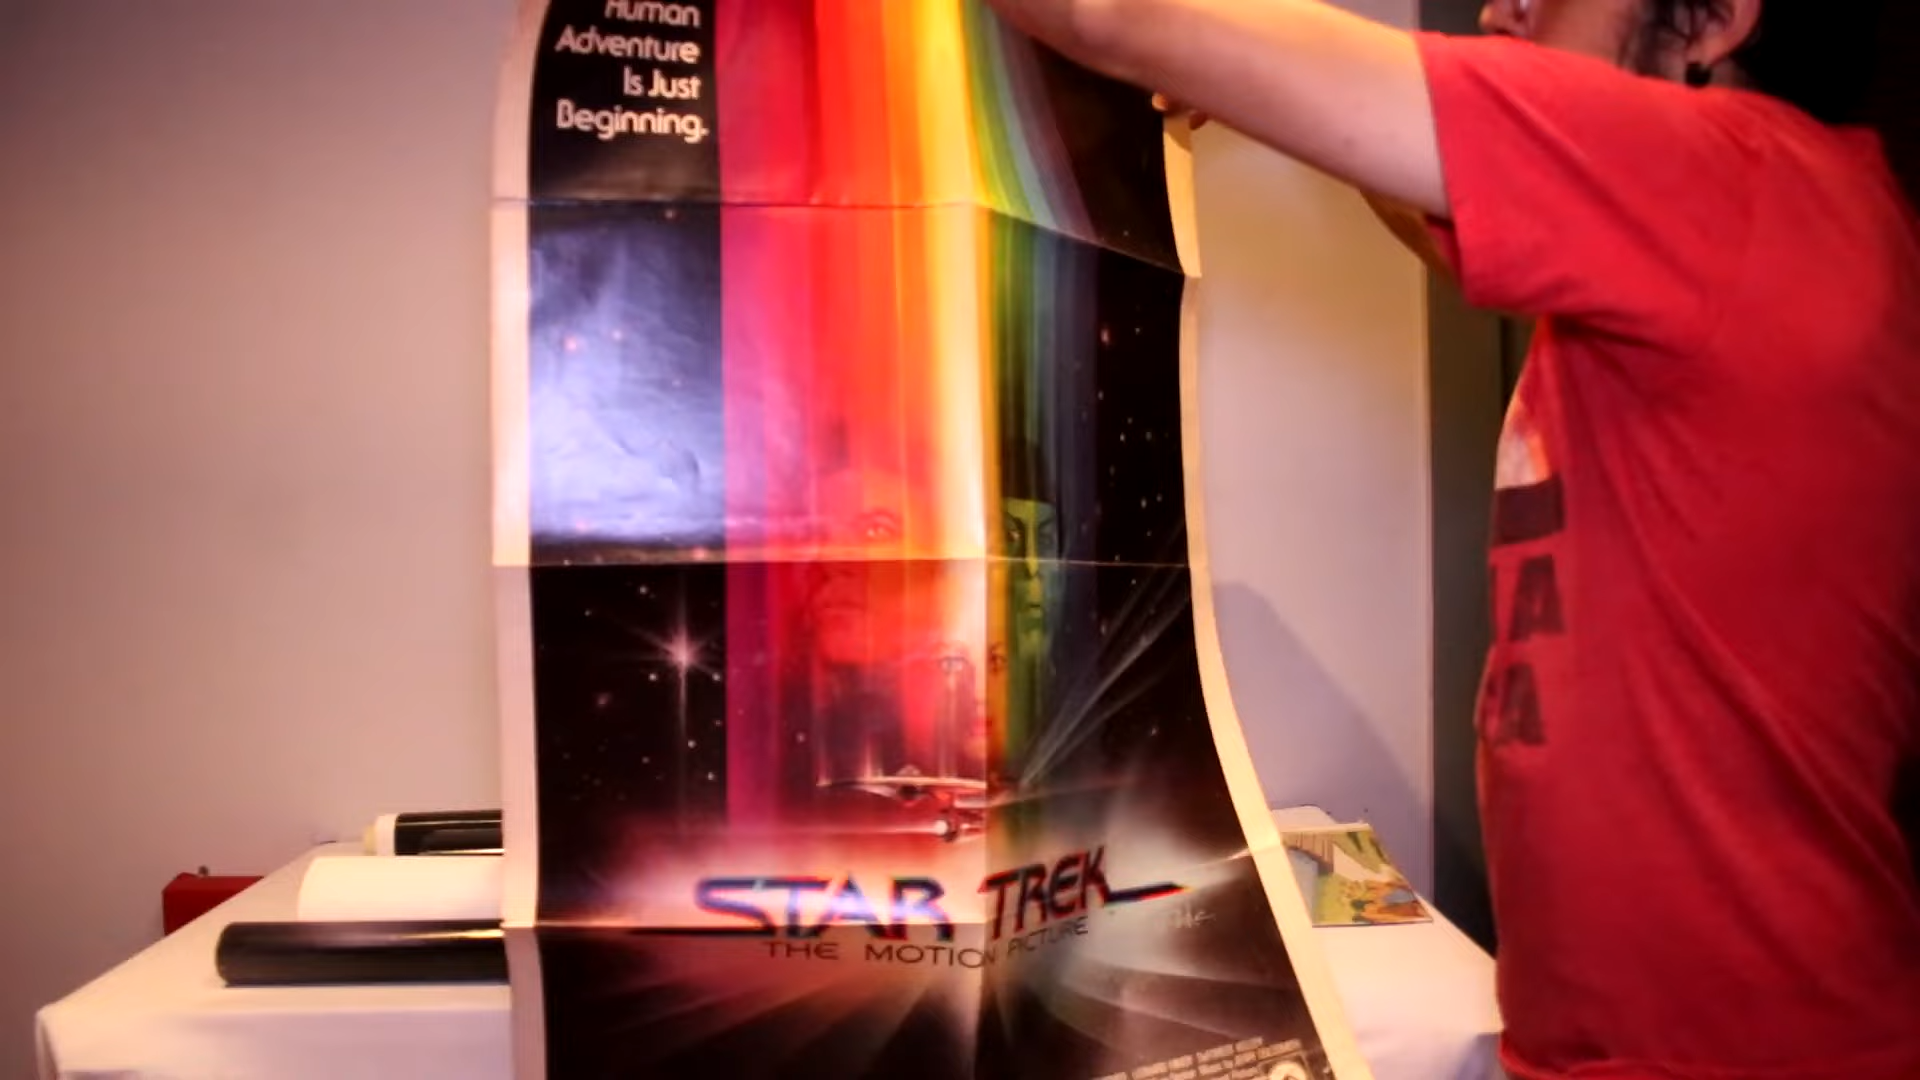 Human
Adventure
Is Just
Beginning.
STAR TREK
THE MOTION PICTURE